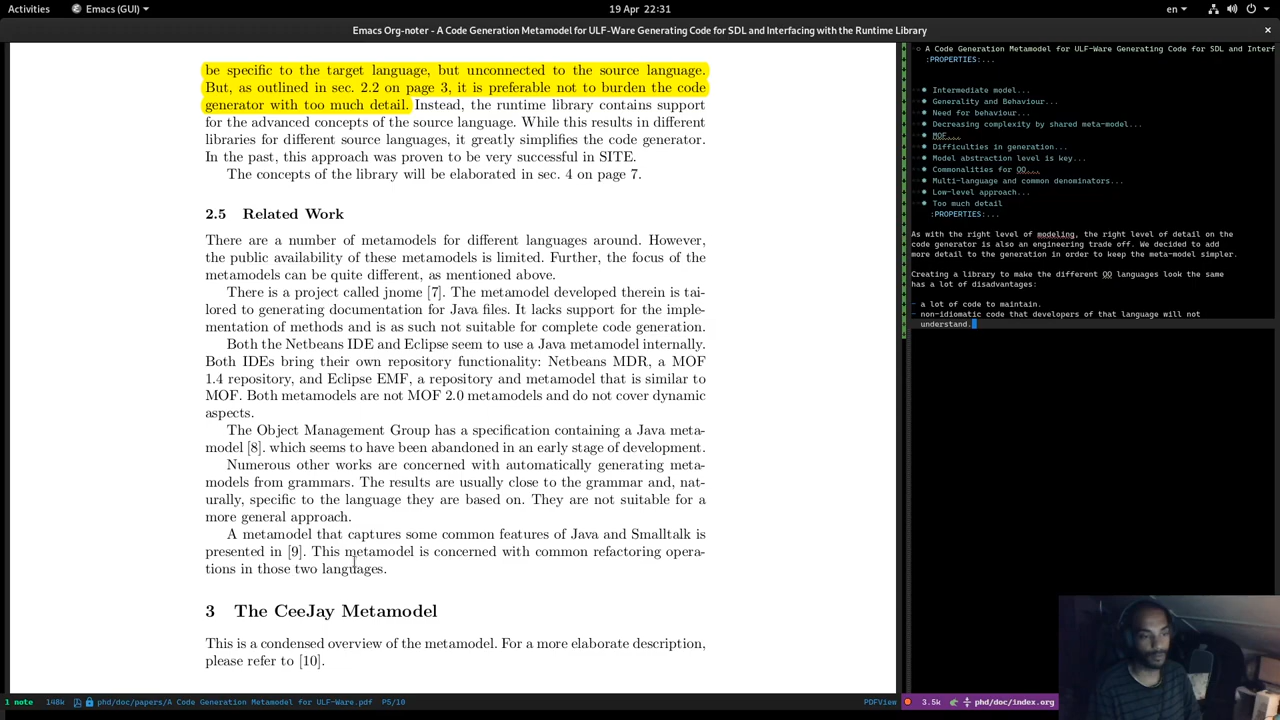 Activities
Emacs (GUI)
19 Apr 22:31
en
Emacs Org-noter - A Code Generation Metamodel for ULF-Ware Generating Code for SDL and Interfacing with the Runtime Library
be specific to the target language, but unconnected to the source language.
But, as outlined in sec. 2.2 on page 3, it is preferable not to burden the code
generator with too much detail. Instead, the runtime library contains support
for the advanced concepts of the source language. While this results in different
libraries for different source languages, it greatly simplifies the code generator.
In the past, this approach was proven to be very successful in SITE.
The concepts of the library will be elaborated in sec. 4 on page 7.
2.5 Related Work
There are a number of metamodels for different languages around. However,
the public availability of these metamodels is limited. Further, the focus of the
metamodels can be quite different, as mentioned above.
There is a project called jnome [7]. The metamodel developed therein is tai-
lored to generating documentation for Java files. It lacks support for the imple-
mentation of methods and is as such not suitable for complete code generation.
Both the Netbeans IDE and Eclipse seem to use a Java metamodel internally.
Both IDEs bring their own repository functionality: Netbeans MDR, a MOF
1.4 repository, and Eclipse EMF, a repository and metamodel that is similar to
MOF. Both metamodels are not MOF 2.0 metamodels and do not cover dynamic
aspects.
The Object Management Group has a specification containing a Java meta-
model [8]. which seems to have been abandoned in an early stage of development.
Numerous other works are concerned with automatically generating meta-
models from grammars. The results are usually close to the grammar and, nat-
urally, specific to the language they are based on. They are not suitable for a
more general approach.
A metamodel that captures some common features of Java and Smalltalk is
presented in [9]. This metamodel is concerned with common refactoring opera-
tions in those two languages.
3 The CeeJay Metamodel
This is a condensed overview of the metamodel. For a more elaborate description,
please refer to [10].
1 note 148k phd/doc/papers/A Code Generation Metamodel for ULF-Ware.pdf P5/10 PDFView
A Code Generation Metamodel for ULF-Ware Generating Code for SDL and Interf
:PROPERTIES:...
Intermediate model...
Generality and Behaviour...
Need for behaviour...
Decreasing complexity by shared meta-model...
MOF...
Difficulties in generation...
Model abstraction level is key...
Commonalities for OO...
Multi-language and common denominators...
Low-level approach...
Too much detail
:PROPERTIES:...
As with the right level of modeling, the right level of detail on the
code generator is also an engineering trade off. We decided to add
more detail to the generation in order to keep the meta-model simpler.
Creating a library to make the different OO languages look the same
has a lot of disadvantages:
- a lot of code to maintain.
- non-idiomatic code that developers of that language will not
understand.
3.5k phd/doc/index.org